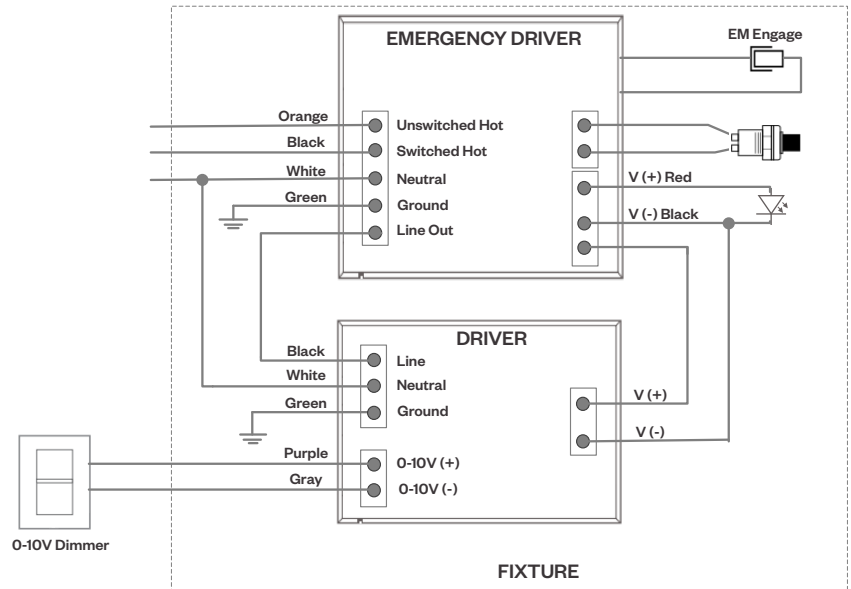 EMERGENCY DRIVER
EM Engage
Orange
Unswitched Hot
Black
Switched Hot
White
Neutral
V (+) Red
Green
Ground
V (-) Black
Line Out
DRIVER
Black
Line
White
Neutral
V (+)
Green
Ground
V (-)
Purple
0-10V (+)
Gray
0-10V (-)
0-10V Dimmer
FIXTURE